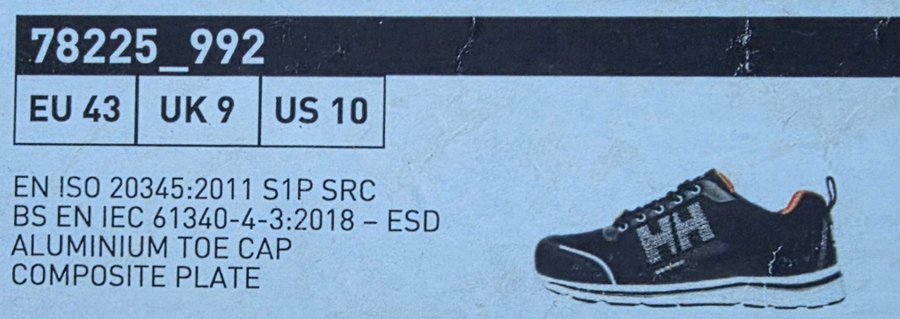 78225_992
EU 43 UK 9 US 10
EN ISO 20345:2011 S1P SRC
BS EN IEC 61340-4-3:2018 – ESD
ALUMINIUM TOE CAP
COMPOSITE PLATE
HH